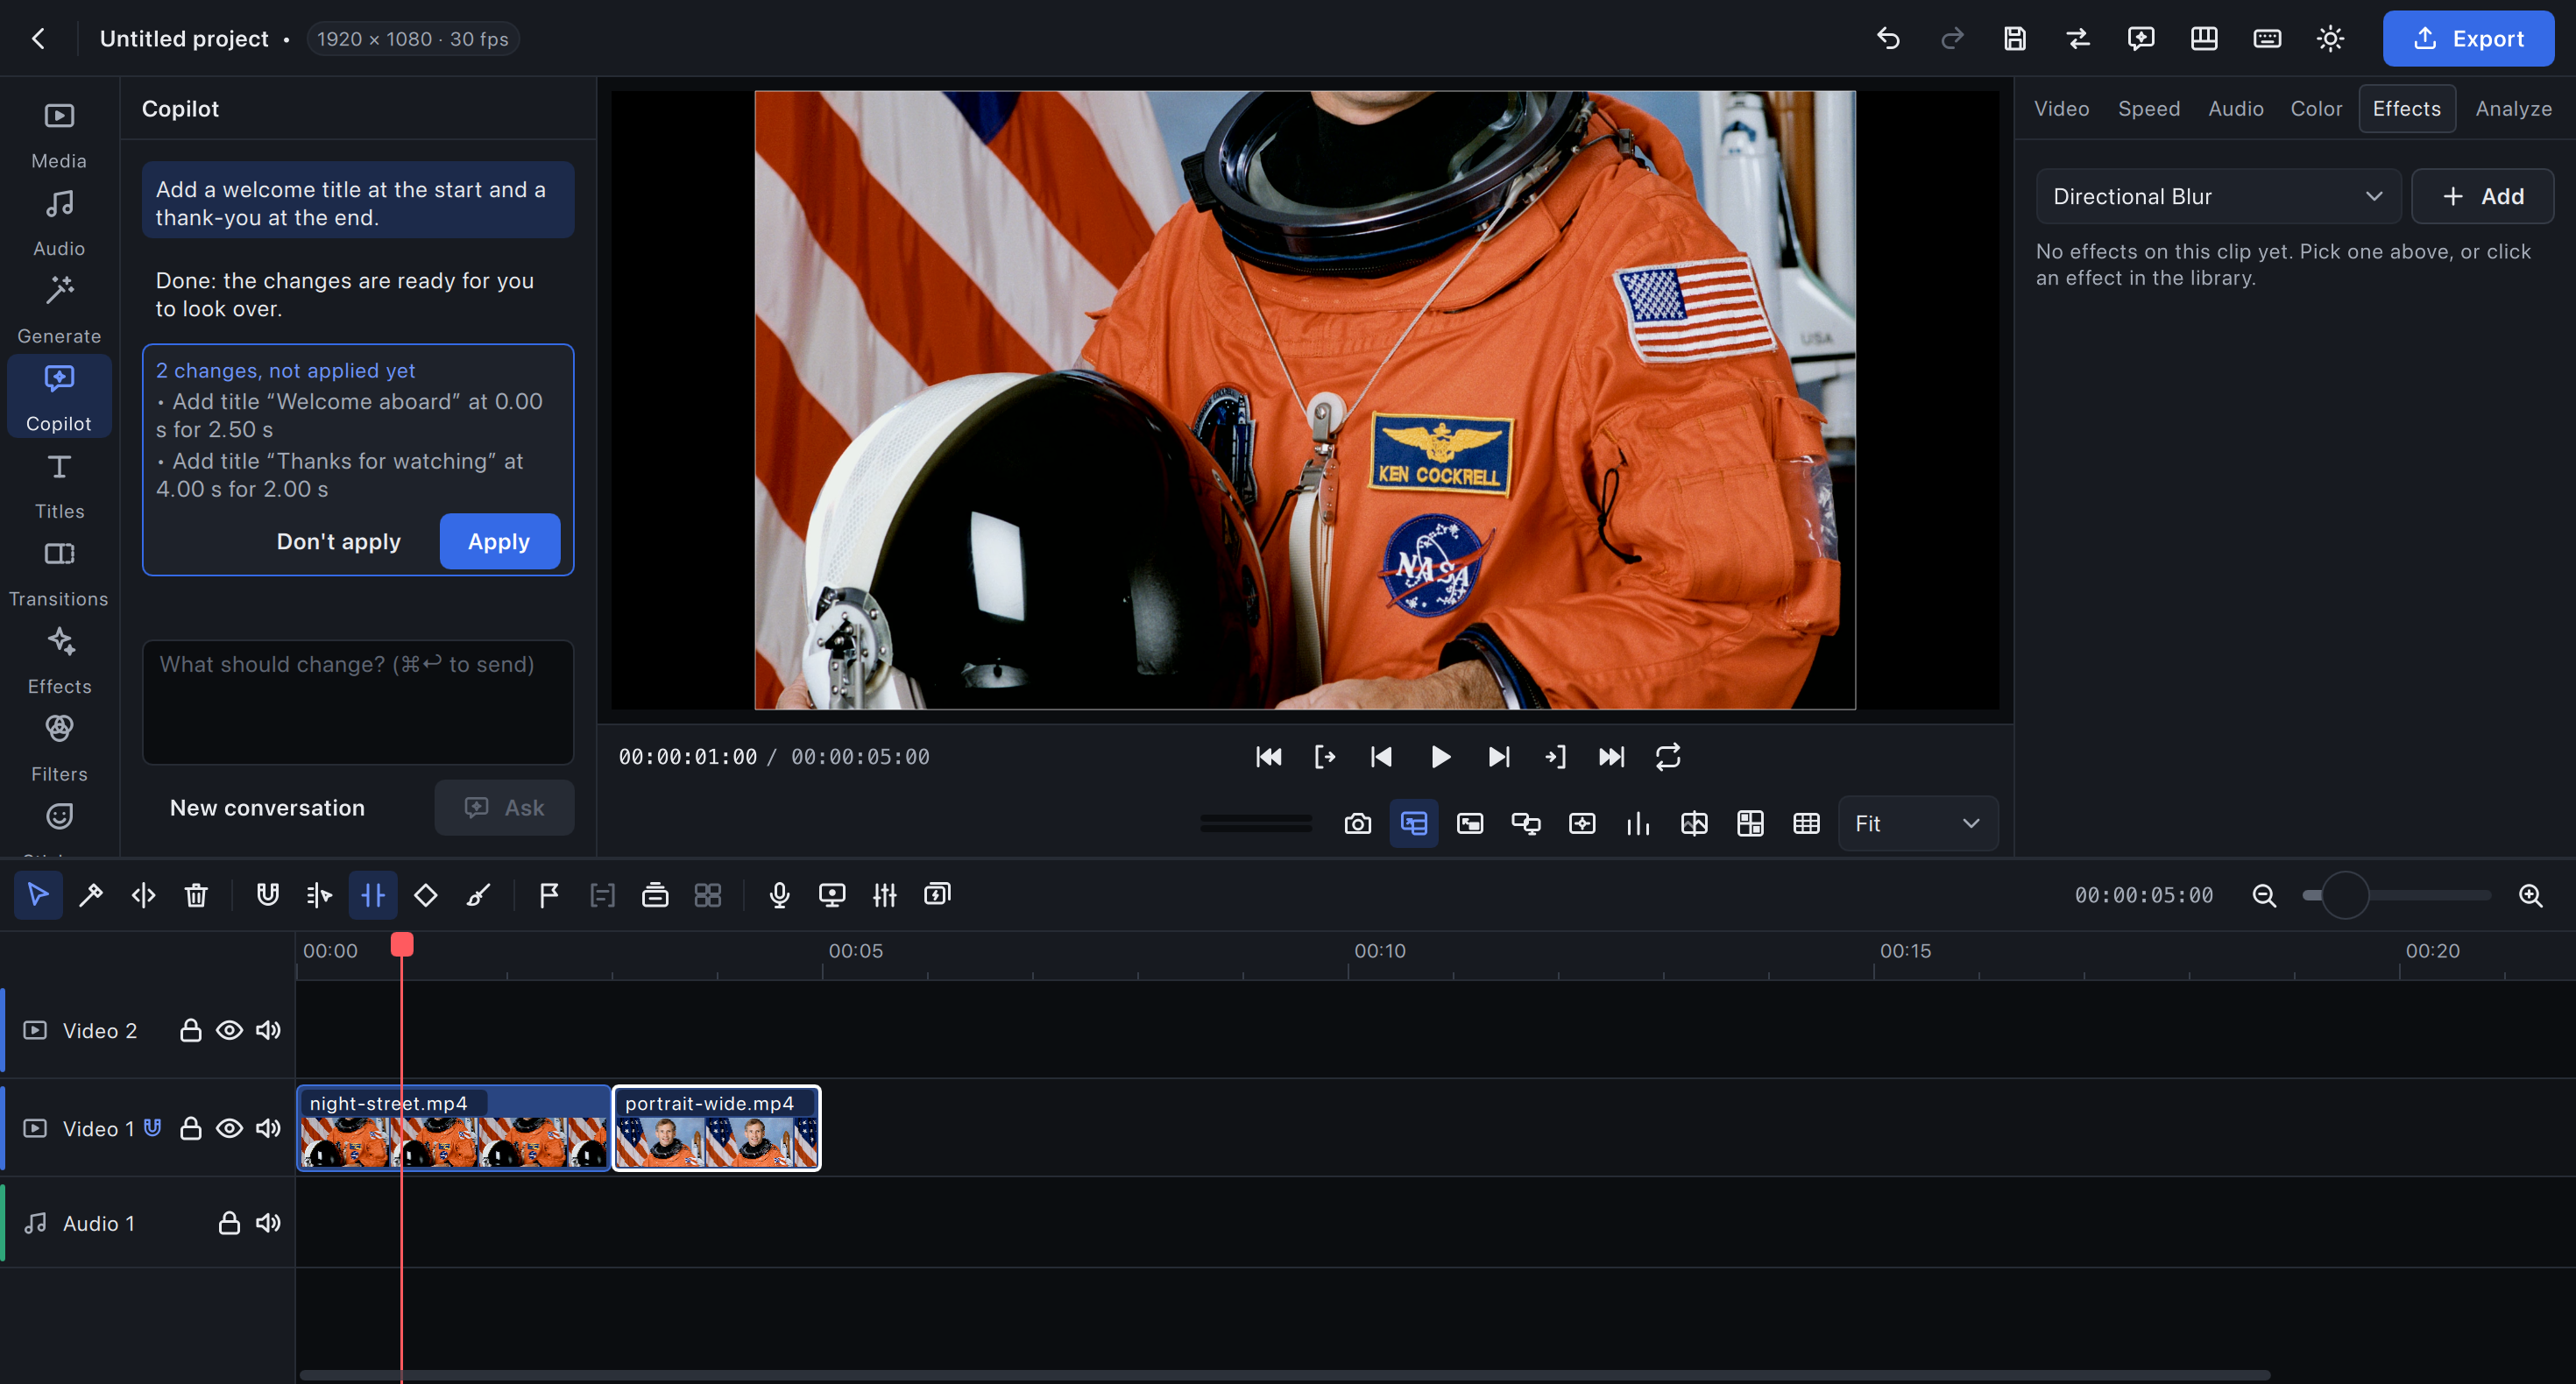 Untitled project • 1920 × 1080 · 30 fps
Export
Media
Audio
Generate
Copilot
Titles
Transitions
Effects
Filters
Copilot
Add a welcome title at the start and a
thank-you at the end.
Done: the changes are ready for you
to look over.
2 changes, not applied yet
• Add title “Welcome aboard” at 0.00
s for 2.50 s
• Add title “Thanks for watching” at
4.00 s for 2.00 s
Don't apply
Apply
What should change? (⌘↩ to send)
New conversation
Ask
USA
KEN COCKRELL
NASA
00:00:01:00 / 00:00:05:00
Fit
Video
Speed
Audio
Color
Effects
Analyze
Directional Blur
Add
No effects on this clip yet. Pick one above, or click
an effect in the library.
00:00:05:00
00:00
00:05
00:10
00:15
00:20
Video 2
Video 1
night-street.mp4
portrait-wide.mp4
Audio 1